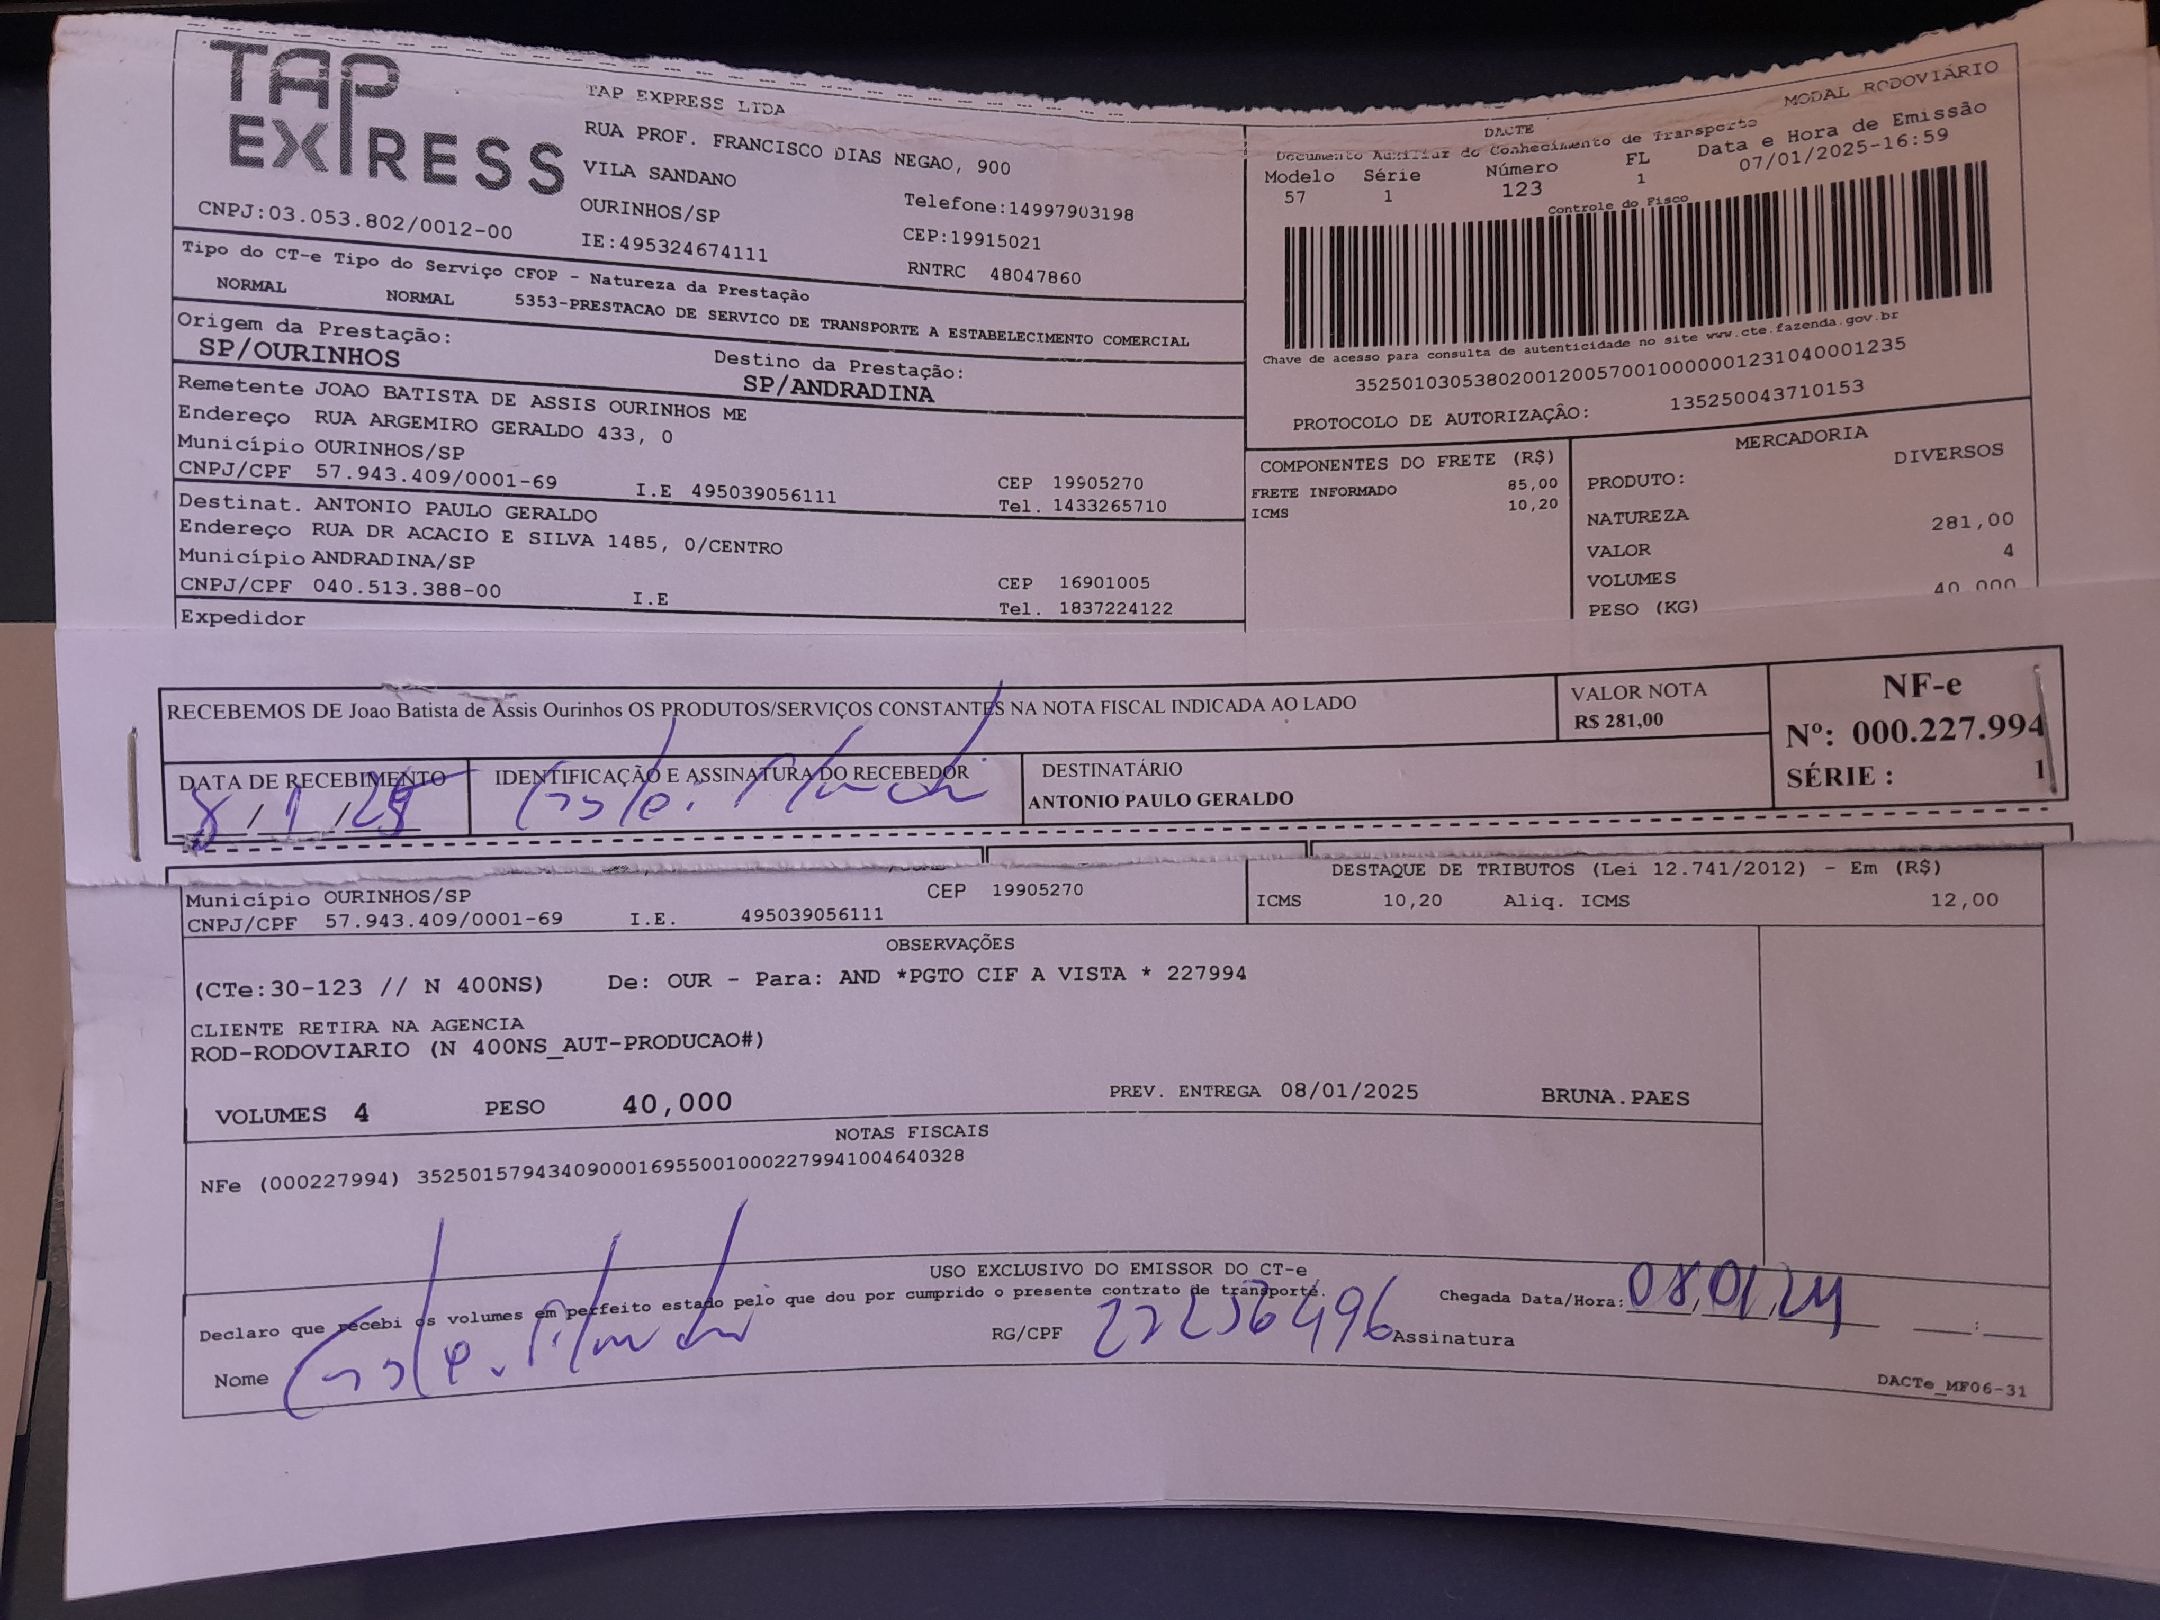 TAP
EXPRESS
CNPJ:03.053.802/0012-00
TAP EXPRESS LTDA
RUA PROF. FRANCISCO DIAS NEGAO, 900
VILA SANDANO
OURINHOS/SP
IE:495324674111
Telefone:14997903198
CEP:19915021
RNTRC 48047860
DACTE
MODAL RODOVIÁRIO
Documento Auxiliar do Conhecimento de Transporte
Modelo Série Número FL Data e Hora de Emissão
57 1 123 1 07/01/2025-16:59
Controle do Fisco
Chave de acesso para consulta de autenticidade no site www.cte.fazenda.gov.br
35250103053802001200570010000001231040001235
PROTOCOLO DE AUTORIZAÇÃO: 135250043710153
Tipo do CT-e Tipo do Serviço CFOP - Natureza da Prestação
NORMAL NORMAL 5353-PRESTACAO DE SERVICO DE TRANSPORTE A ESTABELECIMENTO COMERCIAL
Origem da Prestação: Destino da Prestação:
SP/OURINHOS SP/ANDRADINA
Remetente JOAO BATISTA DE ASSIS OURINHOS ME
Endereço RUA ARGEMIRO GERALDO 433, 0
Município OURINHOS/SP CEP 19905270
CNPJ/CPF 57.943.409/0001-69 I.E 495039056111 Tel. 1433265710
Destinat. ANTONIO PAULO GERALDO
Endereço RUA DR ACACIO E SILVA 1485, 0/CENTRO
Município ANDRADINA/SP CEP 16901005
CNPJ/CPF 040.513.388-00 I.E Tel. 1837224122
Expedidor
COMPONENTES DO FRETE (R$)
FRETE INFORMADO 85,00
ICMS 10,20
MERCADORIA
PRODUTO: DIVERSOS
NATUREZA
VALOR 281,00
VOLUMES 4
PESO (KG) 40,000
RECEBEMOS DE Joao Batista de Assis Ourinhos OS PRODUTOS/SERVIÇOS CONSTANTES NA NOTA FISCAL INDICADA AO LADO
VALOR NOTA
R$ 281,00
NF-e
Nº: 000.227.994
SÉRIE : 1
DATA DE RECEBIMENTO
8/1/25
IDENTIFICAÇÃO E ASSINATURA DO RECEBEDOR
DESTINATÁRIO
ANTONIO PAULO GERALDO
Município OURINHOS/SP CEP 19905270
CNPJ/CPF 57.943.409/0001-69 I.E. 495039056111
DESTAQUE DE TRIBUTOS (Lei 12.741/2012) - Em (R$)
ICMS 10,20 Aliq. ICMS 12,00
OBSERVAÇÕES
(CTe:30-123 // N 400NS) De: OUR - Para: AND *PGTO CIF A VISTA * 227994
CLIENTE RETIRA NA AGENCIA
ROD-RODOVIARIO (N 400NS_AUT-PRODUCAO#)
VOLUMES 4 PESO 40,000 PREV. ENTREGA 08/01/2025 BRUNA.PAES
NOTAS FISCAIS
NFe (000227994) 35250157943409000169550010002279941004640328
USO EXCLUSIVO DO EMISSOR DO CT-e
Declaro que recebi os volumes em perfeito estado pelo que dou por cumprido o presente contrato de transporte.
Chegada Data/Hora: 08/01/24 :
Nome
RG/CPF 22256496 Assinatura
DACTe_MF06-31